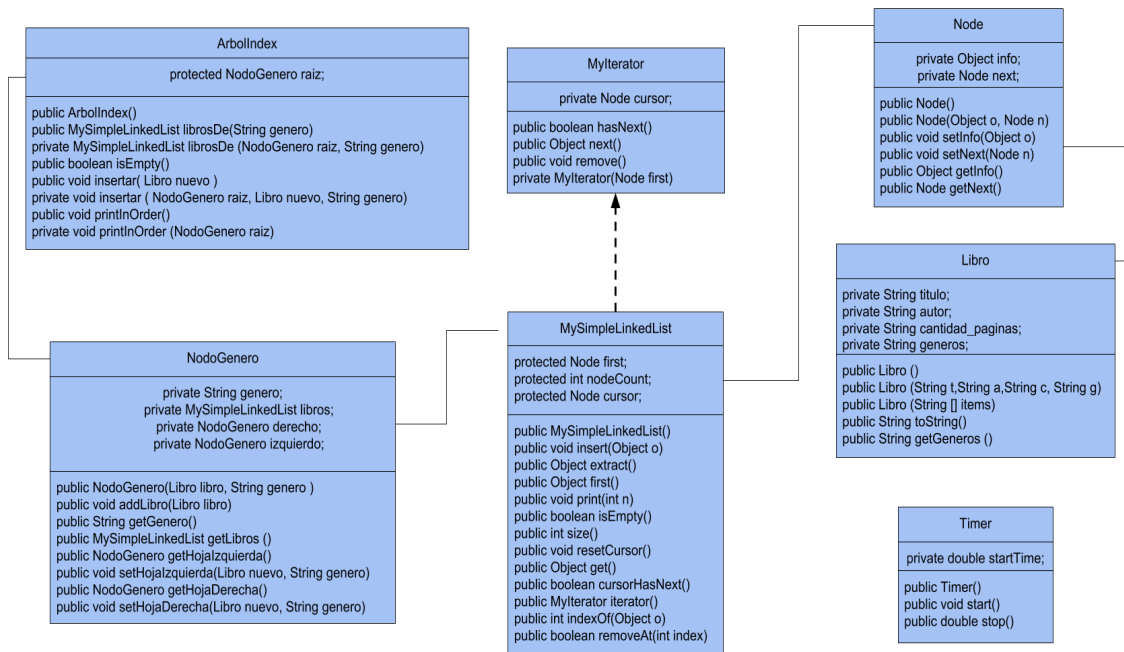 ArbolIndex
protected NodoGenero raiz;
public ArbolIndex()
public MySimpleLinkedList librosDe(String genero)
private MySimpleLinkedList librosDe (NodoGenero raiz, String genero)
public boolean isEmpty()
public void insertar( Libro nuevo )
private void insertar ( NodoGenero raiz, Libro nuevo, String genero)
public void printInOrder()
private void printInOrder (NodoGenero raiz)
MyIterator
private Node cursor;
public boolean hasNext()
public Object next()
public void remove()
private MyIterator(Node first)
Node
private Object info;
private Node next;
public Node()
public Node(Object o, Node n)
public void setInfo(Object o)
public void setNext(Node n)
public Object getInfo()
public Node getNext()
Libro
private String titulo;
private String autor;
private String cantidad_paginas;
private String generos;
public Libro ()
public Libro (String t,String a,String c, String g)
public Libro (String [] items)
public String toString()
public String getGeneros ()
NodoGenero
private String genero;
private MySimpleLinkedList libros;
private NodoGenero derecho;
private NodoGenero izquierdo;
public NodoGenero(Libro libro, String genero )
public void addLibro(Libro libro)
public String getGenero()
public MySimpleLinkedList getLibros ()
public NodoGenero getHojaIzquierda()
public void setHojaIzquierda(Libro nuevo, String genero)
public NodoGenero getHojaDerecha()
public void setHojaDerecha(Libro nuevo, String genero)
MySimpleLinkedList
protected Node first;
protected int nodeCount;
protected Node cursor;
public MySimpleLinkedList()
public void insert(Object o)
public Object extract()
public Object first()
public void print(int n)
public boolean isEmpty()
public int size()
public void resetCursor()
public Object get()
public boolean cursorHasNext()
public MyIterator iterator()
public int indexOf(Object o)
public boolean removeAt(int index)
Timer
private double startTime;
public Timer()
public void start()
public double stop()